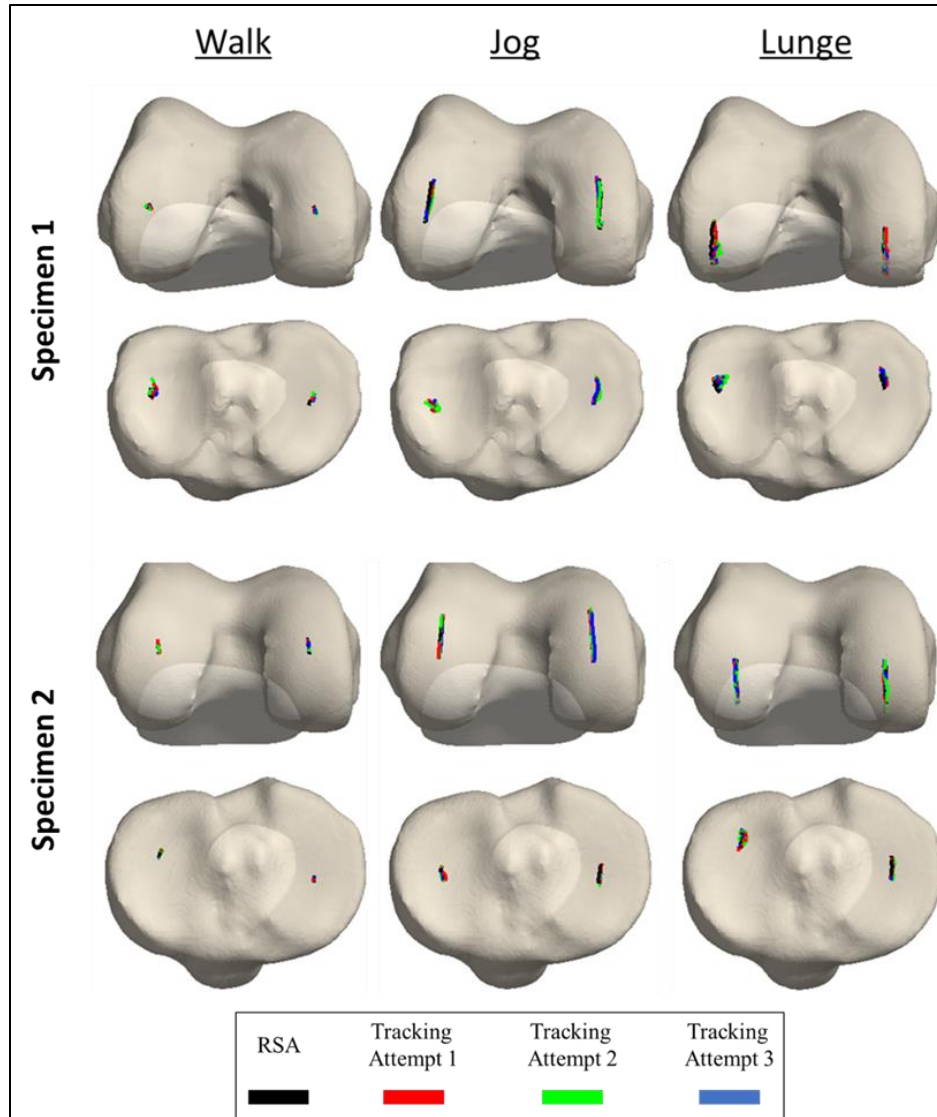 Walk Jog Lunge
Specimen 1
Specimen 2
RSA
Tracking
Attempt 1
Tracking
Attempt 2
Tracking
Attempt 3